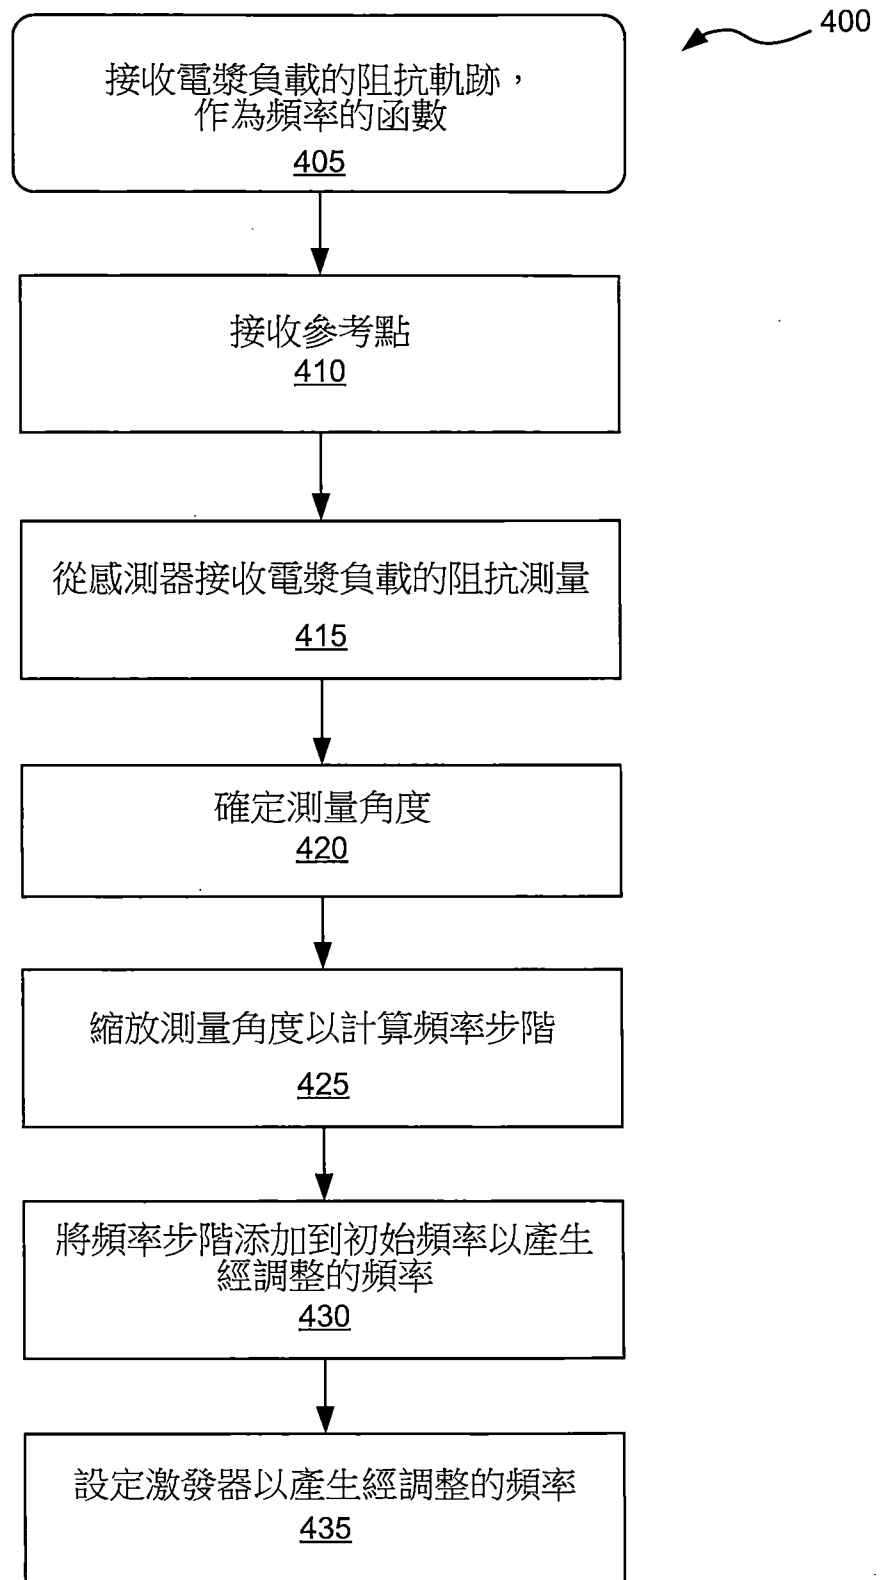 400
接收電漿負載的阻抗軌跡，
作為頻率的函數
405
接收參考點
410
從感測器接收電漿負載的阻抗測量
415
確定測量角度
420
縮放測量角度以計算頻率步階
425
將頻率步階添加到初始頻率以產生
經調整的頻率
430
設定激發器以產生經調整的頻率
435